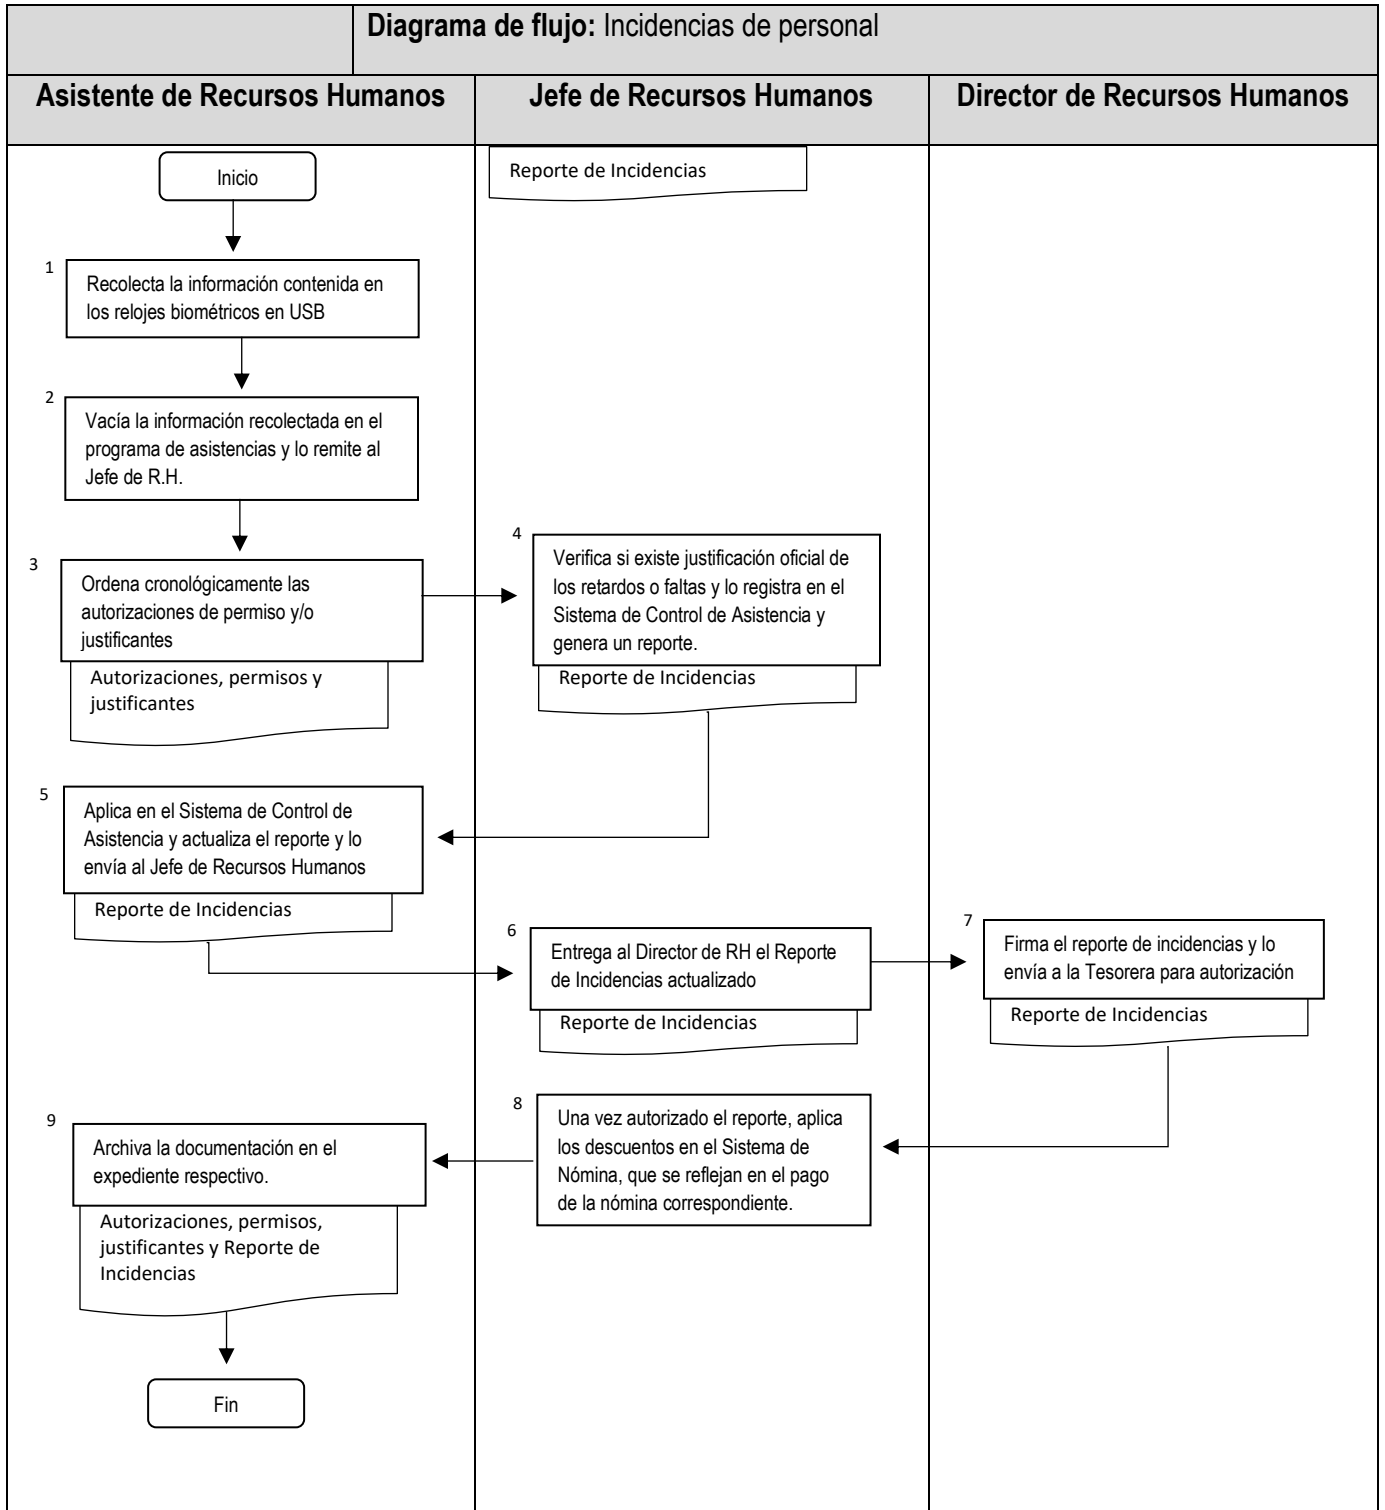 Diagrama de flujo: Incidencias de personal
Asistente de Recursos Humanos
Jefe de Recursos Humanos
Director de Recursos Humanos
Inicio
Reporte de Incidencias
1
Recolecta la información contenida en
los relojes biométricos en USB
2
Vacía la información recolectada en el
programa de asistencias y lo remite al
Jefe de R.H.
3
Ordena cronológicamente las
autorizaciones de permiso y/o
justificantes
Autorizaciones, permisos y
justificantes
4
Verifica si existe justificación oficial de
los retardos o faltas y lo registra en el
Sistema de Control de Asistencia y
genera un reporte.
Reporte de Incidencias
5
Aplica en el Sistema de Control de
Asistencia y actualiza el reporte y lo
envía al Jefe de Recursos Humanos
Reporte de Incidencias
6
Entrega al Director de RH el Reporte
de Incidencias actualizado
Reporte de Incidencias
7
Firma el reporte de incidencias y lo
envía a la Tesorera para autorización
Reporte de Incidencias
8
Una vez autorizado el reporte, aplica
los descuentos en el Sistema de
Nómina, que se reflejan en el pago
de la nómina correspondiente.
9
Archiva la documentación en el
expediente respectivo.
Autorizaciones, permisos,
justificantes y Reporte de
Incidencias
Fin